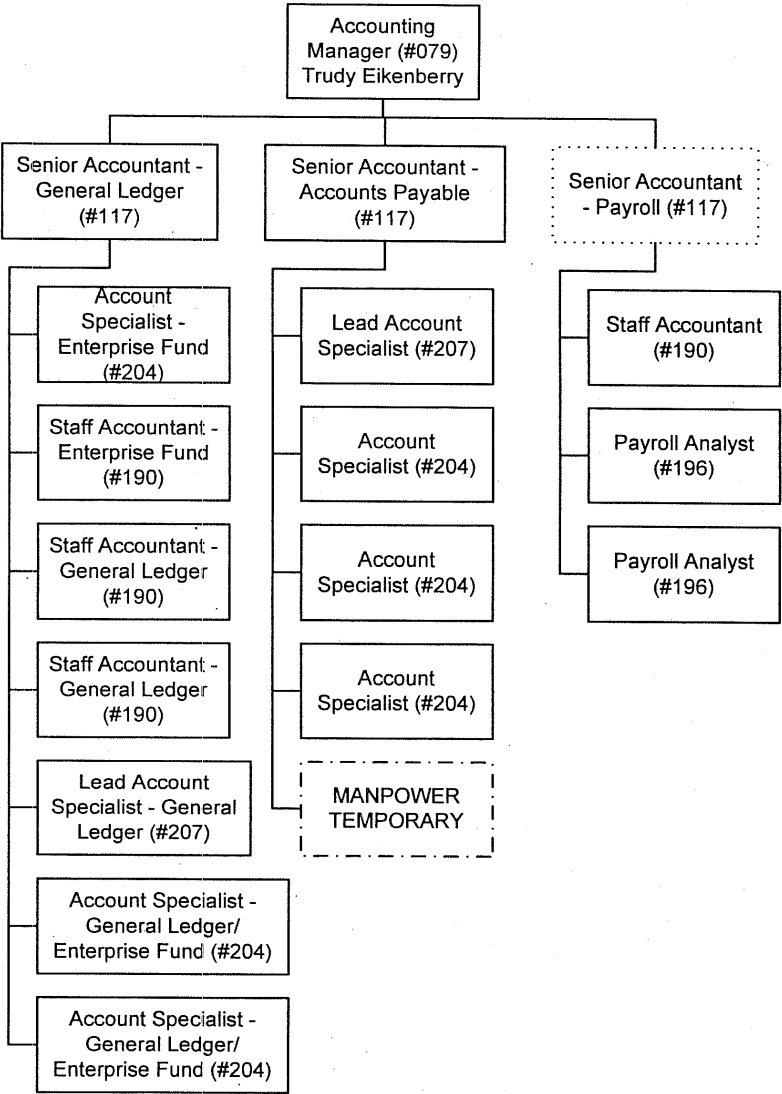 Accounting
Manager (#079)
Trudy Eikenberry
Senior Accountant -
General Ledger
(#117)
Account
Specialist -
Enterprise Fund
(#204)
Staff Accountant -
Enterprise Fund
(#190)
Staff Accountant -
General Ledger
(#190)
Staff Accountant -
General Ledger
(#190)
Lead Account
Specialist - General
Ledger (#207)
Account Specialist -
General Ledger/
Enterprise Fund (#204)
Account Specialist -
General Ledger/
Enterprise Fund (#204)
Senior Accountant -
Accounts Payable
(#117)
Lead Account
Specialist (#207)
Account
Specialist (#204)
Account
Specialist (#204)
Account
Specialist (#204)
MANPOWER
TEMPORARY
Senior Accountant
- Payroll (#117)
Staff Accountant
(#190)
Payroll Analyst
(#196)
Payroll Analyst
(#196)